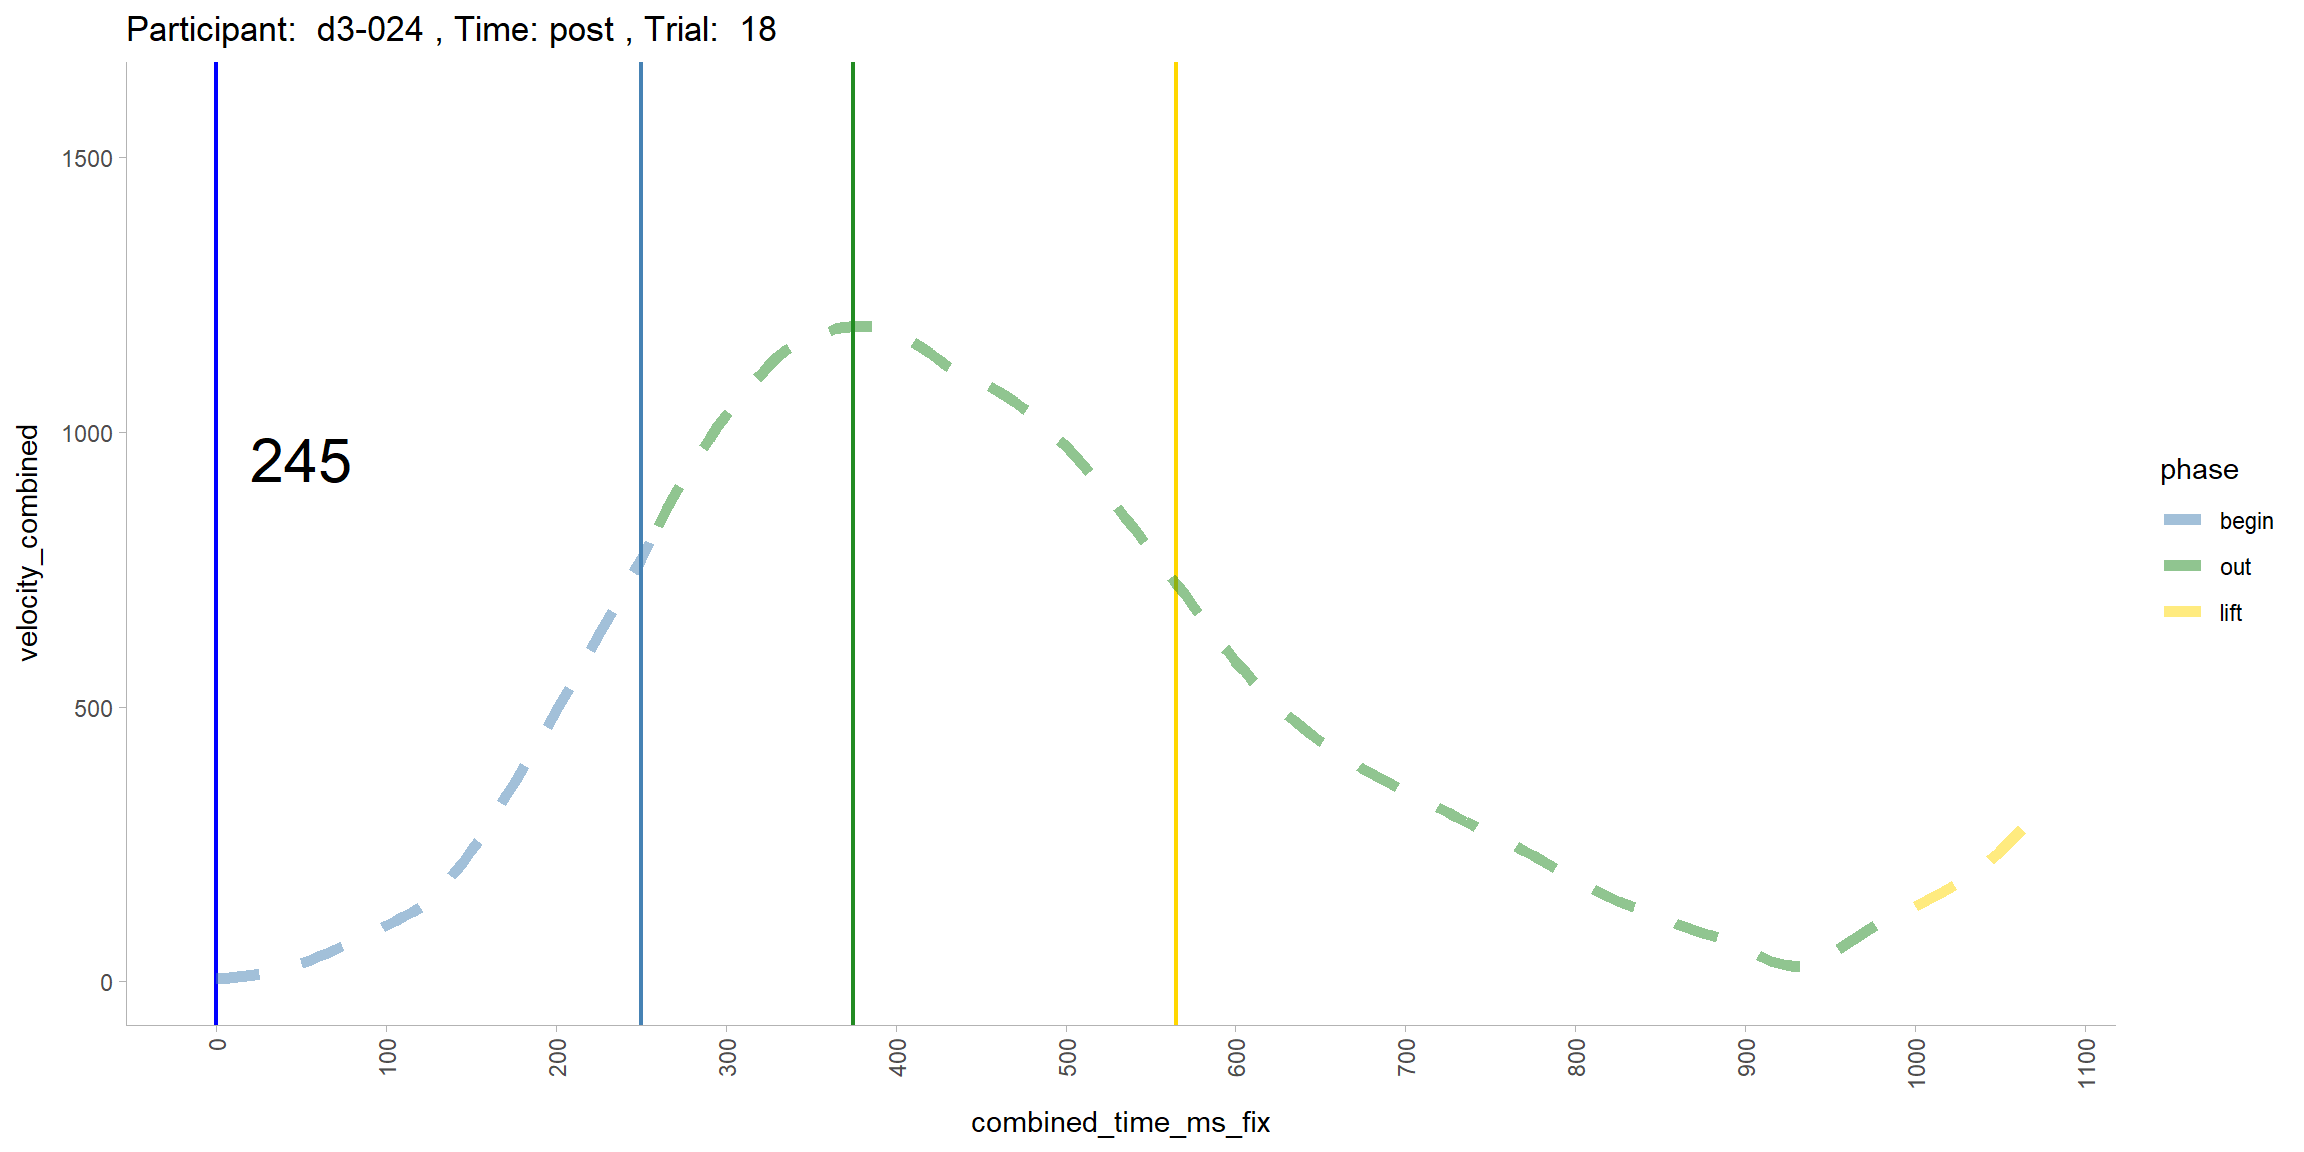 Participant:  d3-024 , Time: post , Trial:  18
1500
1000
500
0
velocity_combined
245
0 100 200 300 400 500 600 700 800 900 1000 1100
combined_time_ms_fix
phase
begin
out
lift